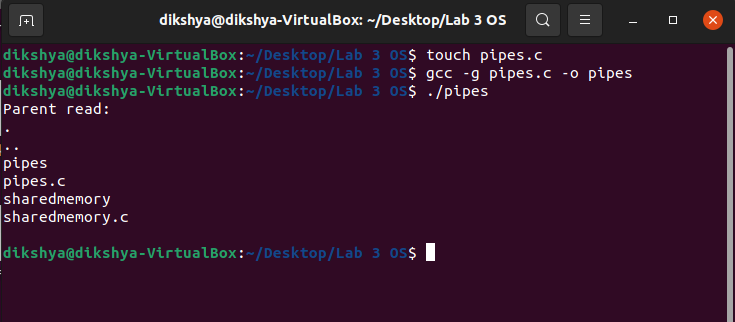 dikshya@dikshya-VirtualBox: ~/Desktop/Lab 3 OS
dikshya@dikshya-VirtualBox:~/Desktop/Lab 3 OS$ touch pipes.c
dikshya@dikshya-VirtualBox:~/Desktop/Lab 3 OS$ gcc -g pipes.c -o pipes
dikshya@dikshya-VirtualBox:~/Desktop/Lab 3 OS$ ./pipes
Parent read:
.
..
pipes
pipes.c
sharedmemory
sharedmemory.c
dikshya@dikshya-VirtualBox:~/Desktop/Lab 3 OS$